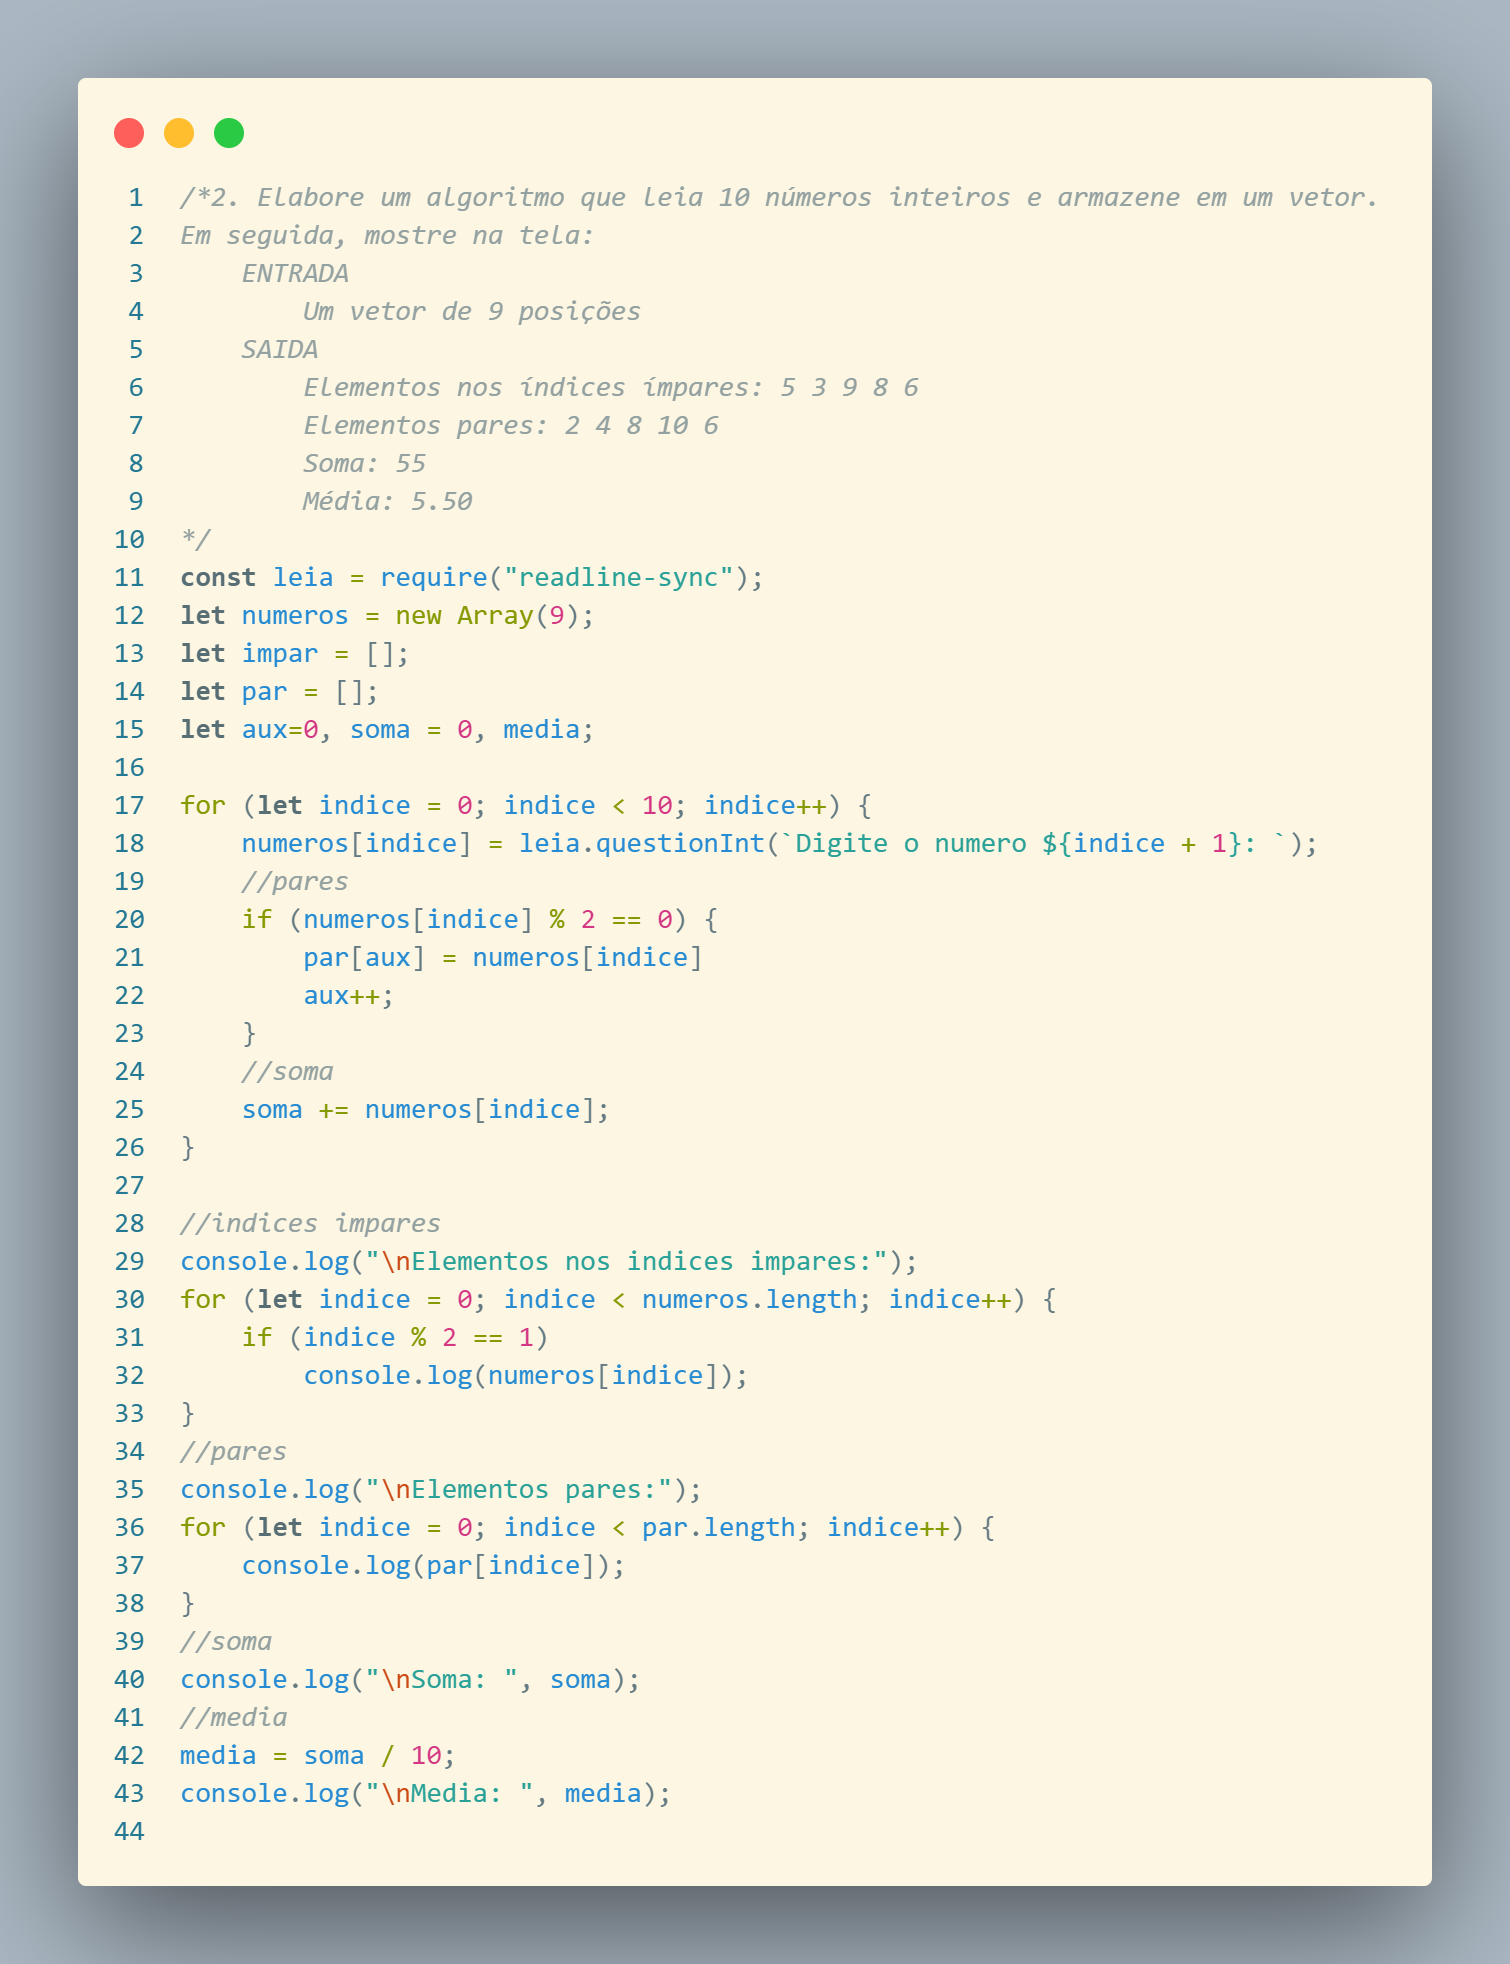 1 /*2. Elabore um algoritmo que leia 10 números inteiros e armazene em um vetor.
2 Em seguida, mostre na tela:
3     ENTRADA
4         Um vetor de 9 posições
5     SAIDA
6         Elementos nos índices ímpares: 5 3 9 8 6
7         Elementos pares: 2 4 8 10 6
8         Soma: 55
9         Média: 5.50
10 */
11 const leia = require("readline-sync");
12 let numeros = new Array(9);
13 let impar = [];
14 let par = [];
15 let aux=0, soma = 0, media;
16
17 for (let indice = 0; indice < 10; indice++) {
18     numeros[indice] = leia.questionInt(`Digite o numero ${indice + 1}: `);
19     //pares
20     if (numeros[indice] % 2 == 0) {
21         par[aux] = numeros[indice]
22         aux++;
23     }
24     //soma
25     soma += numeros[indice];
26 }
27
28 //indices impares
29 console.log("\nElementos nos indices impares:");
30 for (let indice = 0; indice < numeros.length; indice++) {
31     if (indice % 2 == 1)
32         console.log(numeros[indice]);
33 }
34 //pares
35 console.log("\nElementos pares:");
36 for (let indice = 0; indice < par.length; indice++) {
37     console.log(par[indice]);
38 }
39 //soma
40 console.log("\nSoma: ", soma);
41 //media
42 media = soma / 10;
43 console.log("\nMedia: ", media);
44